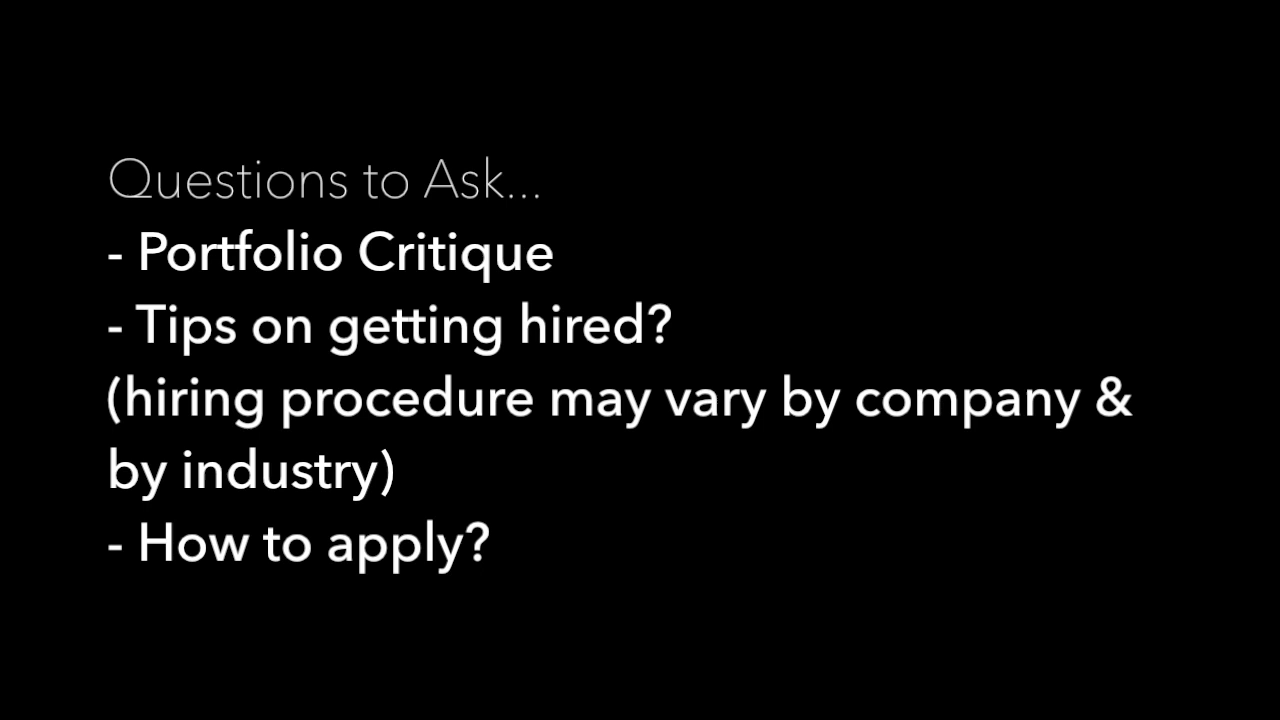 Questions to Ask...
- Portfolio Critique
- Tips on getting hired?
(hiring procedure may vary by company &
by industry)
- How to apply?